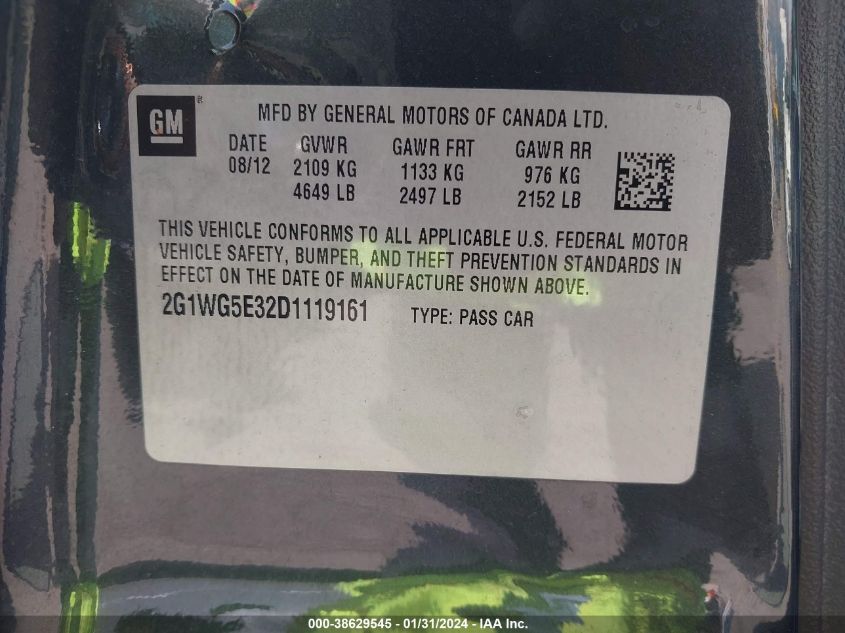 GM
MFD BY GENERAL MOTORS OF CANADA LTD.
DATE GVWR GAWR FRT GAWR RR
08/12 2109 KG 1133 KG 976 KG
4649 LB 2497 LB 2152 LB
THIS VEHICLE CONFORMS TO ALL APPLICABLE U.S. FEDERAL MOTOR
VEHICLE SAFETY, BUMPER, AND THEFT PREVENTION STANDARDS IN
EFFECT ON THE DATE OF MANUFACTURE SHOWN ABOVE.
2G1WG5E32D1119161 TYPE: PASS CAR
000-38629545 - 01/31/2024 - IAA Inc.